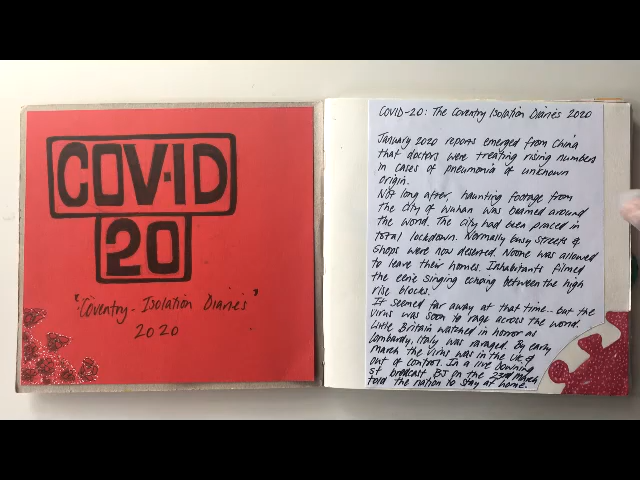 COV-ID
20
"Coventry-Isolation Diaries"
2020
COVID-20: The Coventry Isolation Diaries 2020
January 2020 reports emerged from China
that doctors were treating rising numbers
in cases of pneumonia of unknown
origin.
Not long after, haunting footage from
the City of Wuhan was beamed around
the world. The city had been placed in
total lockdown. Normally busy streets &
shops were now deserted. Noone was allowed
to leave their homes. Inhabitants filmed
the eerie singing echoing between the high
rise blocks.
It seemed far away at that time.. but the
virus was soon to rage across the world.
Little Britain watched in horror as
Lombardy, Italy was ravaged. By early
March the virus was in the UK, &
out of control. In a live Downing
St brodcast BJ on the 23rd March
told the nation to stay at home.